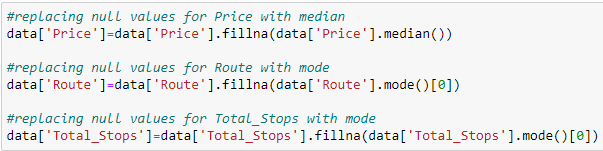 #replacing null values for Price with median
data['Price']=data['Price'].fillna(data['Price'].median())
#replacing null values for Route with mode
data['Route']=data['Route'].fillna(data['Route'].mode()[0])
#replacing null values for Total_Stops with mode
data['Total_Stops']=data['Total_Stops'].fillna(data['Total_Stops'].mode()[0])